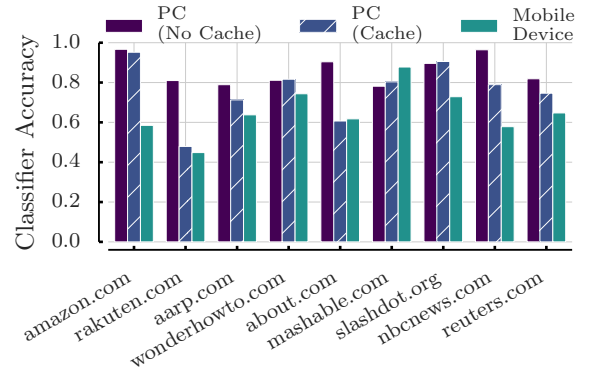 PC
(No Cache)
PC
(Cache)
Mobile
Device
Classifier Accuracy
1.0
0.8
0.6
0.4
0.2
0.0
amazon.com
rakuten.com
aarp.com
wonderhowto.com
about.com
mashable.com
slashdot.org
nbcnews.com
reuters.com